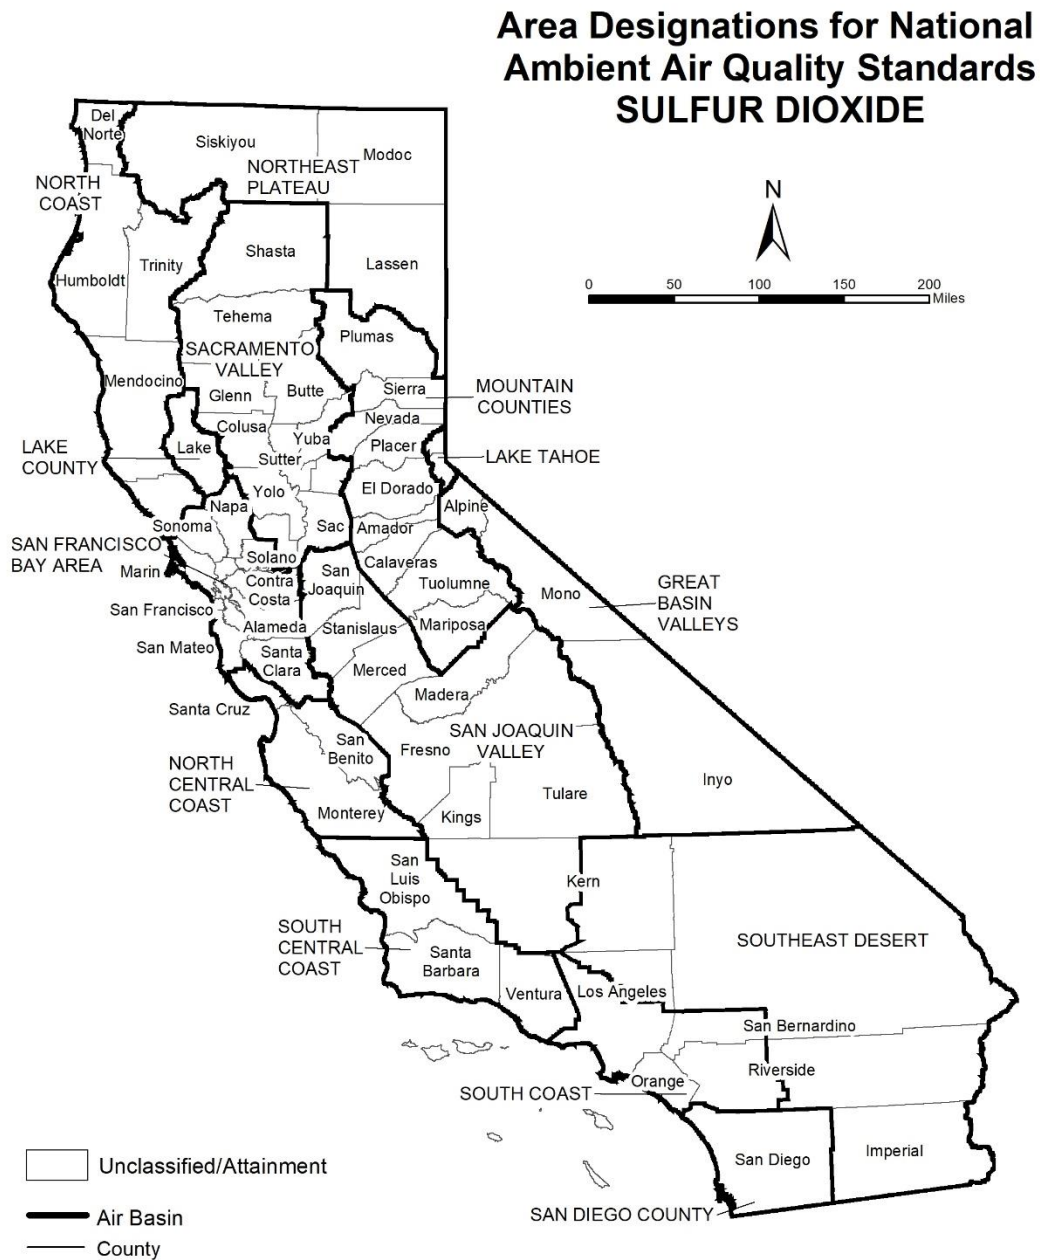 Area Designations for National
Ambient Air Quality Standards
SULFUR DIOXIDE
Del
Norte
Siskiyou
Modoc
NORTHEAST
PLATEAU
NORTH
COAST
N
Shasta
Trinity
Lassen
Humboldt
0 50 100 150 200
Miles
Tehema
Plumas
SACRAMENTO
VALLEY
Mendocino
Glenn
Butte
Sierra
MOUNTAIN
COUNTIES
Nevada
Colusa
Yuba
Placer
LAKE
COUNTY
Lake
Sutter
LAKE TAHOE
Yolo
El Dorado
Napa
Alpine
Sonoma
Sac
Amador
SAN FRANCISCO
BAY AREA
Solano
Calaveras
Marin
Contra
Costa
San
Joaquin
Tuolumne
Mono
GREAT
BASIN
VALLEYS
San Francisco
Alameda
Stanislaus
Mariposa
San Mateo
Santa
Clara
Merced
Madera
Santa Cruz
SAN JOAQUIN
VALLEY
San
Benito
Fresno
NORTH
CENTRAL
COAST
Inyo
Tulare
Monterey
Kings
San
Luis
Obispo
Kern
SOUTH
CENTRAL
COAST
SOUTHEAST DESERT
Santa
Barbara
Ventura
Los Angeles
San Bernardino
Riverside
Orange
SOUTH COAST
Imperial
San Diego
SAN DIEGO COUNTY
Unclassified/Attainment
Air Basin
County